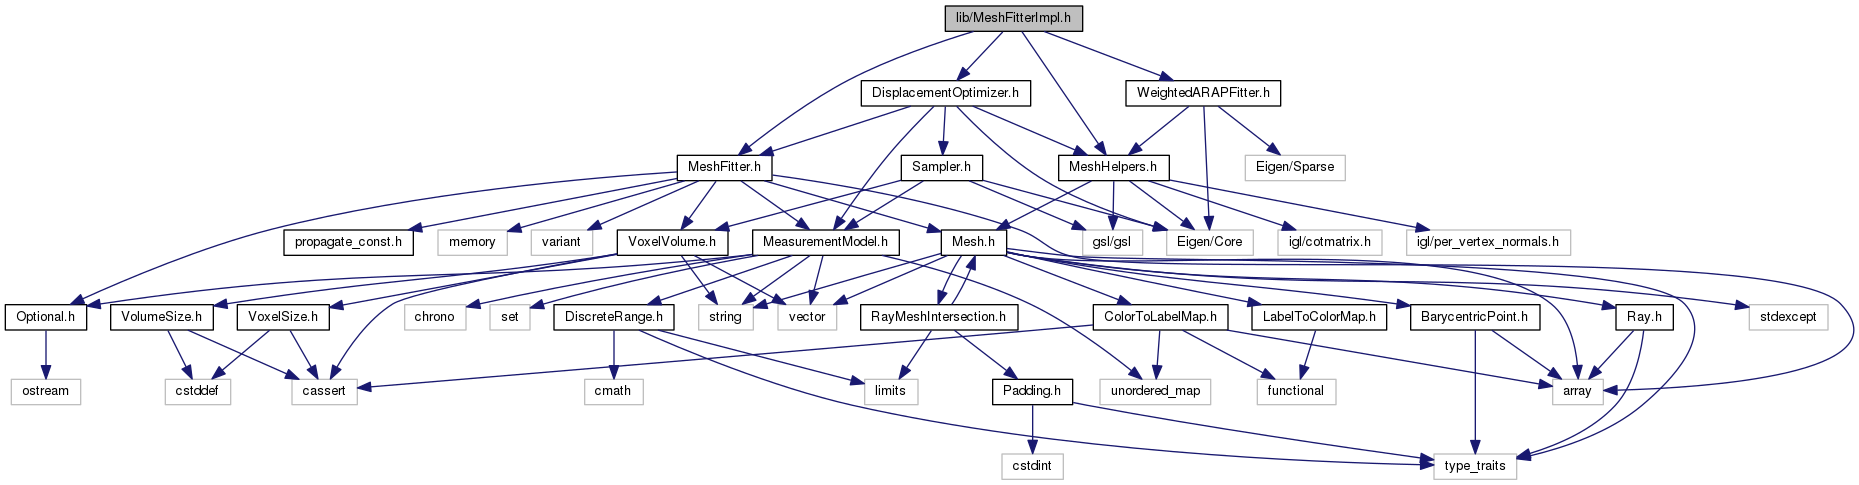 lib/MeshFitterImpl.h
DisplacementOptimizer.h
WeightedARAPFitter.h
MeshFitter.h
Sampler.h
MeshHelpers.h
Eigen/Sparse
propagate_const.h
memory
variant
VoxelVolume.h
MeasurementModel.h
Mesh.h
gsl/gsl
Eigen/Core
igl/cotmatrix.h
igl/per_vertex_normals.h
Optional.h
VolumeSize.h
VoxelSize.h
chrono
set
DiscreteRange.h
string
vector
RayMeshIntersection.h
ColorToLabelMap.h
LabelToColorMap.h
BarycentricPoint.h
Ray.h
stdexcept
ostream
cstddef
cassert
cmath
limits
Padding.h
unordered_map
functional
array
cstdint
type_traits